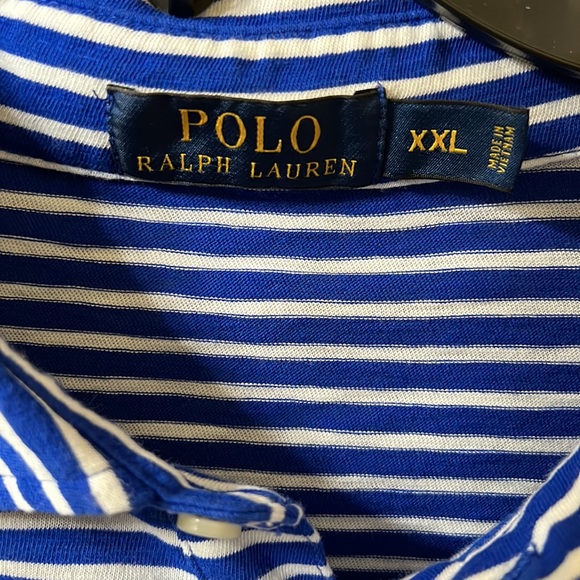 POLO
RALPH LAUREN
XXL
MADE IN
VIETNAM